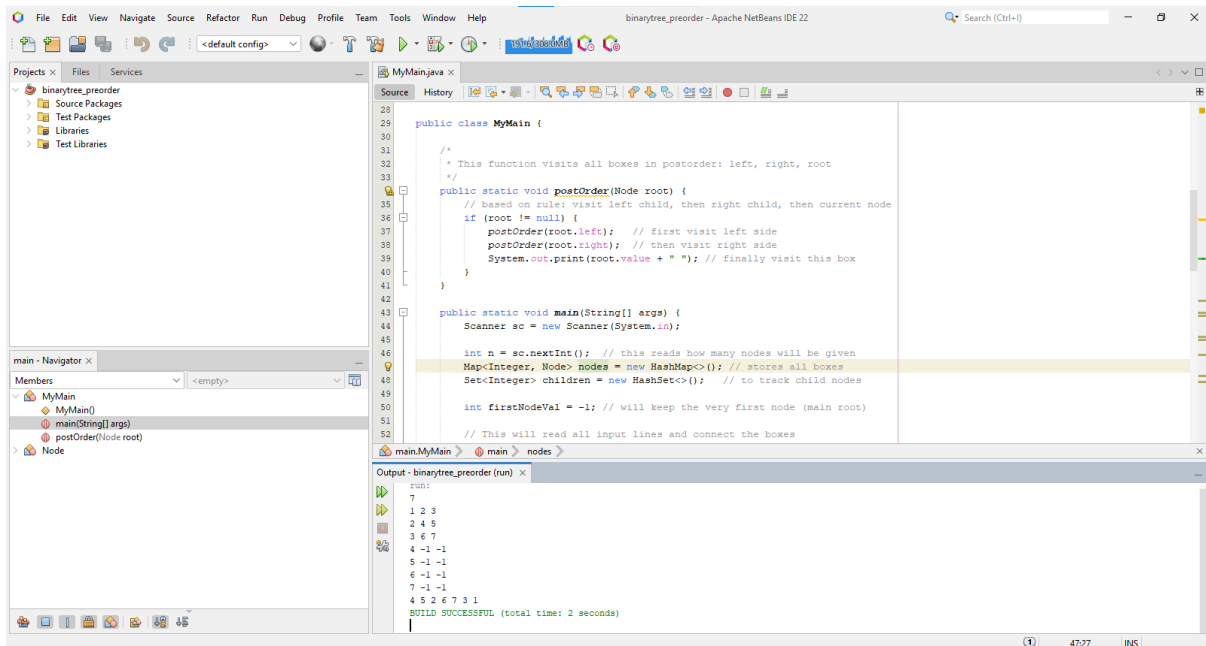 File Edit View Navigate Source Refactor Run Debug Profile Team Tools Window Help
binarytree_preorder - Apache NetBeans IDE 22
Search (Ctrl+I)
<default config>
Projects Files Services
binarytree_preorder
Source Packages
Test Packages
Libraries
Test Libraries
main - Navigator
Members <empty>
MyMain
MyMain()
main(String[] args)
postOrder(Node root)
Node
MyMain.java
Source History
28
29 public class MyMain {
30
31 /*
32 * This function visits all boxes in postorder: left, right, root
33 */
public static void postOrder(Node root) {
35 // based on rule: visit left child, then right child, then current node
36 if (root != null) {
37 postOrder(root.left); // first visit left side
38 postOrder(root.right); // then visit right side
39 System.out.print(root.value + " "); // finally visit this box
40 }
41 }
42
43 public static void main(String[] args) {
44 Scanner sc = new Scanner(System.in);
45
46 int n = sc.nextInt(); // this reads how many nodes will be given
Map<Integer, Node> nodes = new HashMap<>(); // stores all boxes
48 Set<Integer> children = new HashSet<>(); // to track child nodes
49
50 int firstNodeVal = -1; // will keep the very first node (main root)
51
52 // This will read all input lines and connect the boxes
main.MyMain main nodes
Output - binarytree_preorder (run)
run:
7
1 2 3
2 4 5
3 6 7
4 -1 -1
5 -1 -1
6 -1 -1
7 -1 -1
4 5 2 6 7 3 1
BUILD SUCCESSFUL (total time: 2 seconds)
1 47:27 INS